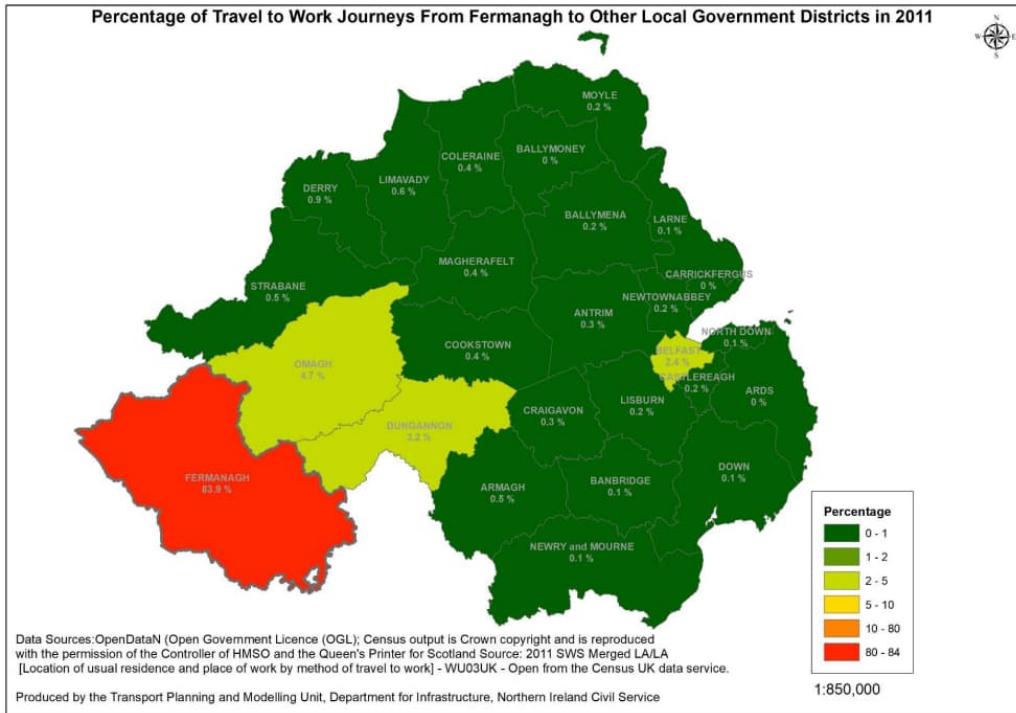 Percentage of Travel to Work Journeys From Fermanagh to Other Local Government Districts in 2011
N
W E
S
MOYLE
0.2 %
COLERAINE
0.4 %
BALLYMONEY
0 %
LIMAVADY
0.6 %
DERRY
0.9 %
BALLYMENA
0.2 %
LARNE
0.1 %
MAGHERAFELT
0.4 %
CARRICKFERGUS
0 %
STRABANE
0.5 %
NEWTOWNABBEY
0.2 %
ANTRIM
0.3 %
NORTH DOWN
0.1 %
COOKSTOWN
0.4 %
BELFAST
2.4 %
OMAGH
4.7 %
CASTLEREAGH
0.2 %
ARDS
0 %
LISBURN
0.2 %
CRAIGAVON
0.3 %
DUNGANNON
3.2 %
DOWN
0.1 %
FERMANAGH
83.9 %
ARMAGH
0.5 %
BANBRIDGE
0.1 %
NEWRY and MOURNE
0.1 %
Percentage
0 - 1
1 - 2
2 - 5
5 - 10
10 - 80
80 - 84
Data Sources:OpenDataN (Open Government Licence (OGL); Census output is Crown copyright and is reproduced
with the permission of the Controller of HMSO and the Queen's Printer for Scotland Source: 2011 SWS Merged LA/LA
[Location of usual residence and place of work by method of travel to work] - WU03UK - Open from the Census UK data service.
Produced by the Transport Planning and Modelling Unit, Department for Infrastructure, Northern Ireland Civil Service
1:850,000